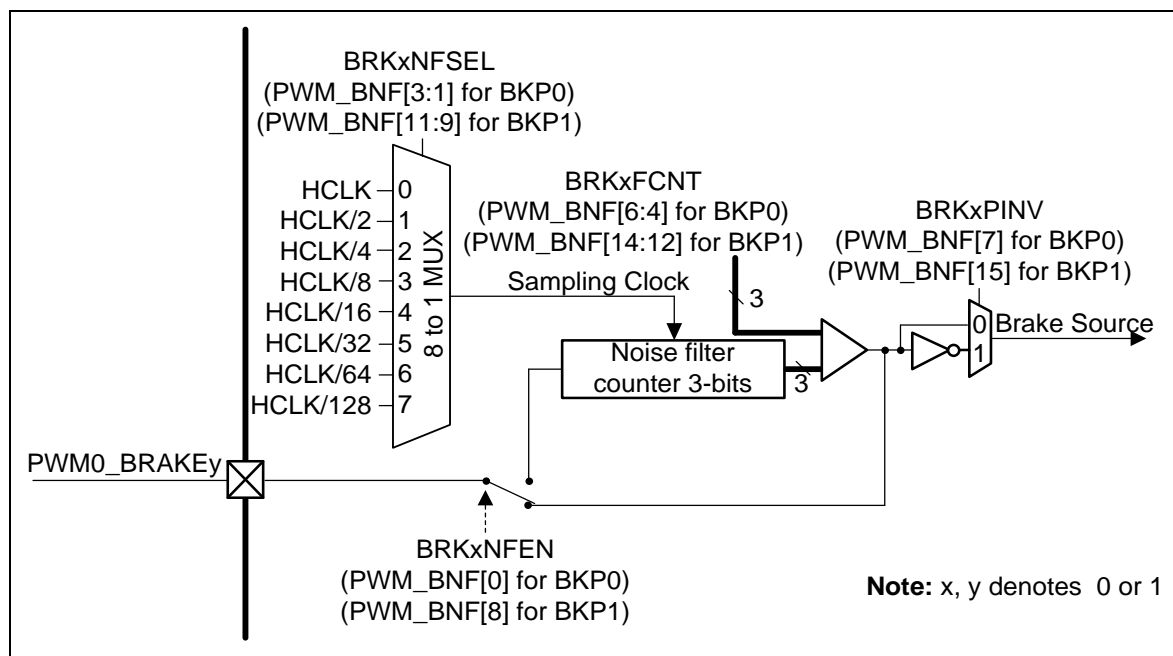 BRKxNFSEL
(PWM_BNF[3:1] for BKP0)
(PWM_BNF[11:9] for BKP1)
HCLK 0
HCLK/2 1
HCLK/4 2
HCLK/8 3
HCLK/16 4
HCLK/32 5
HCLK/64 6
HCLK/128 7
8 to 1 MUX
BRKxFCNT
(PWM_BNF[6:4] for BKP0)
(PWM_BNF[14:12] for BKP1)
Sampling Clock
3
Noise filter
counter 3-bits
3
BRKxPINV
(PWM_BNF[7] for BKP0)
(PWM_BNF[15] for BKP1)
0
1
Brake Source
PWM0_BRAKEy
BRKxNFEN
(PWM_BNF[0] for BKP0)
(PWM_BNF[8] for BKP1)
Note: x, y denotes 0 or 1